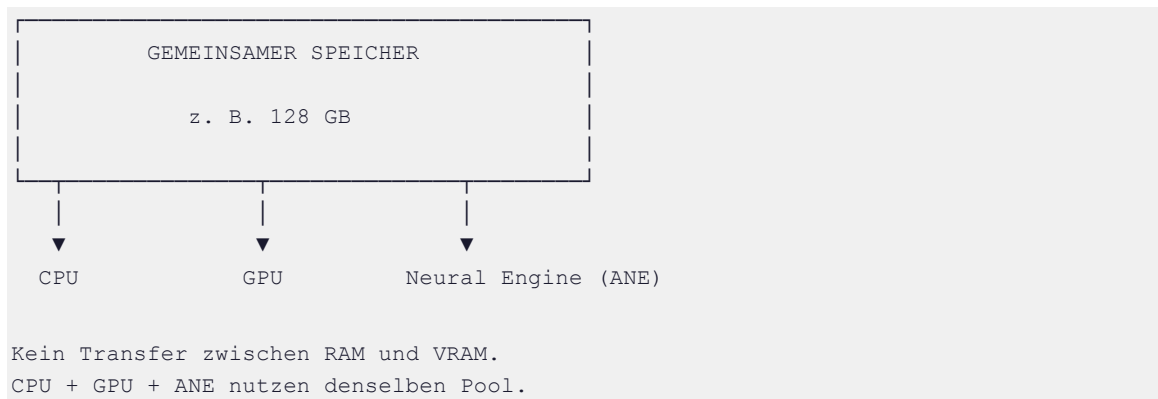 GEMEINSAMER SPEICHER
z. B. 128 GB
CPU GPU Neural Engine (ANE)
Kein Transfer zwischen RAM und VRAM.
CPU + GPU + ANE nutzen denselben Pool.